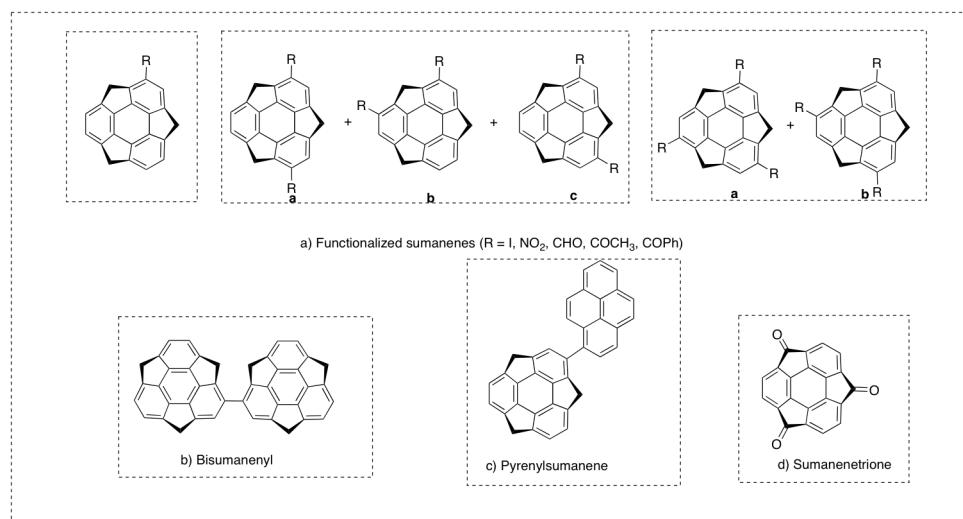 R
R
R
R
R
R
R
+
+
+
R
R
R
R
R
R
a
b
c
a
b
a) Functionalized sumanenes (R = I, NO2, CHO, COCH3, COPh)
b) Bisumanenyl
c) Pyrenylsumanene
O
O
O
d) Sumanenetrione